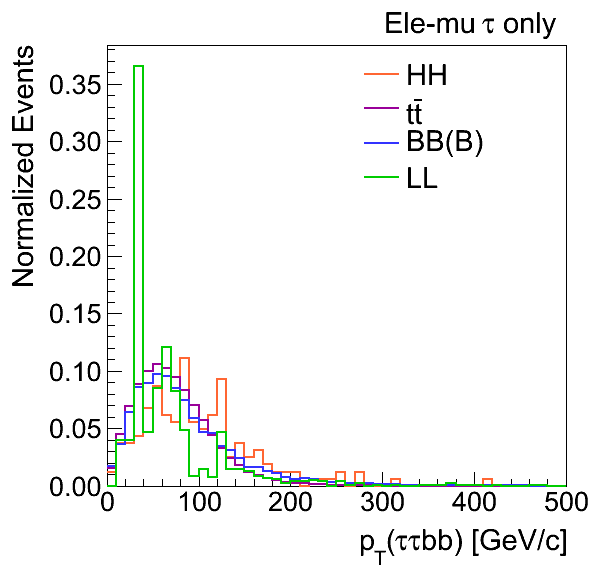 Ele-mu τ only
Normalized Events
HH
tt̄
BB(B)
LL
0.35
0.30
0.25
0.20
0.15
0.10
0.05
0.00
0 100 200 300 400 500
pT(ττbb) [GeV/c]